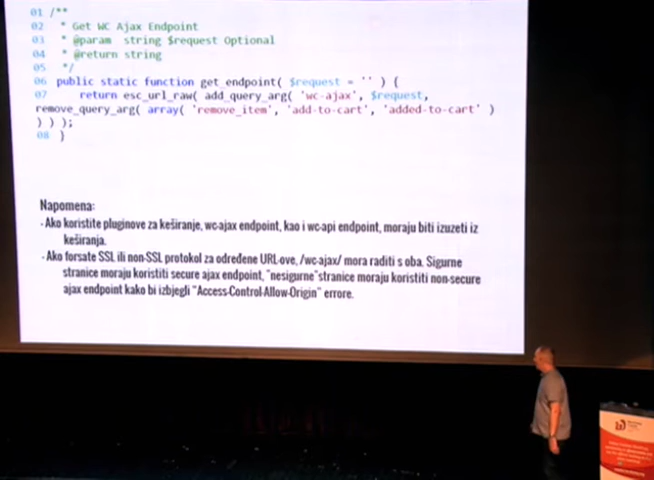 01 /**
02 * Get WC Ajax Endpoint
03 * @param string $request Optional
04 * @return string
05 */
06 public static function get_endpoint( $request = '' ) {
07 return esc_url_raw( add_query_arg( 'wc-ajax', $request,
remove_query_arg( array( 'remove_item', 'add-to-cart', 'added-to-cart' )
) ) );
08 }
Napomena:
- Ako koristite pluginove za keširanje, wc-ajax endpoint, kao i wc-api endpoint, moraju biti izuzeti iz
keširanja.
- Ako forsate SSL ili non-SSL protokol za određene URL-ove, /wc-ajax/ mora raditi s oba. Sigurne
stranice moraju koristiti secure ajax endpoint, "nesigurne" stranice moraju koristiti non-secure
ajax endpoint kako bi izbjegli "Access-Control-Allow-Origin" errore.